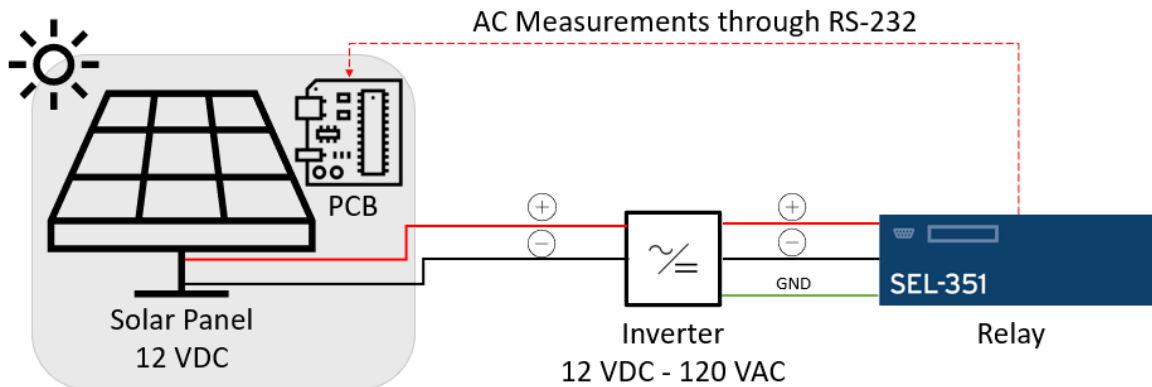 AC Measurements through RS-232
PCB
+
+
−
−
GND
SEL-351
Solar Panel
12 VDC
Inverter
12 VDC - 120 VAC
Relay